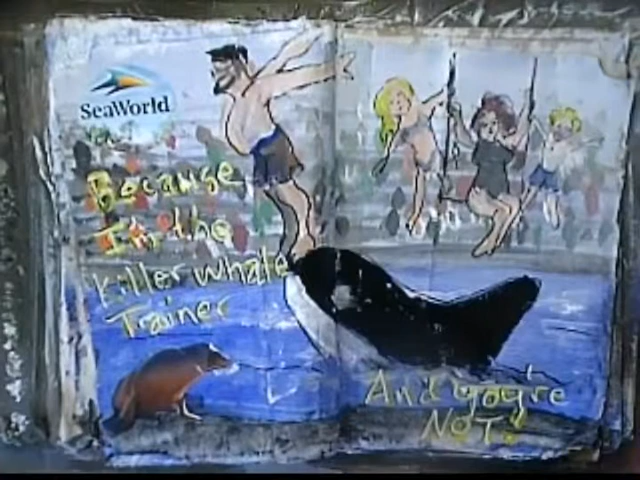 SeaWorld
Because
I'm the
killer whale
Trainer
And you're
NOT.